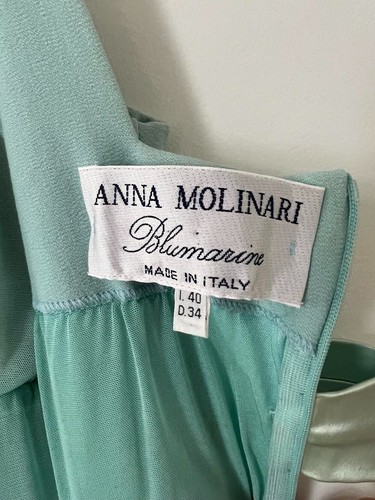 ANNA MOLINARI
Blumarine
MADE IN ITALY
I. 40
D.34